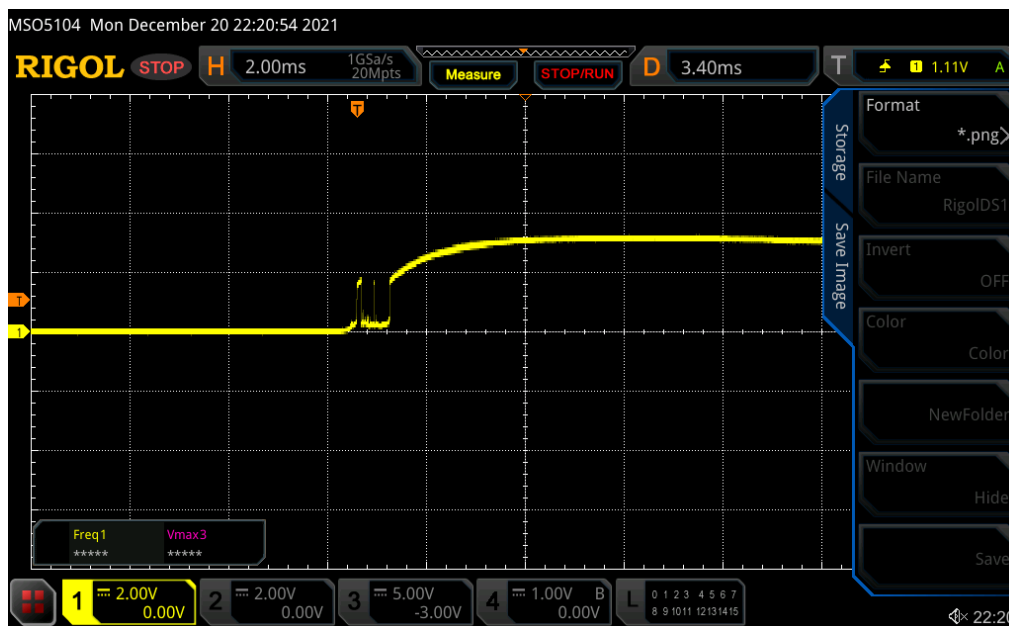 MSO5104 Mon December 20 22:20:54 2021
RIGOL STOP H 2.00ms 1GSa/s 20Mpts Measure STOP/RUN D 3.40ms T 1 1.11V A
T
T
1
Storage
Save Image
Format
*.png
File Name
RigolDS1
Invert
OFF
Color
Color
NewFolder
Window
Hide
Save
Freq1 Vmax3
***** *****
1 2.00V 0.00V
2 2.00V 0.00V
3 5.00V -3.00V
4 1.00V B 0.00V
L 0 1 2 3 4 5 6 7
8 9 10 11 12 13 14 15
22:20